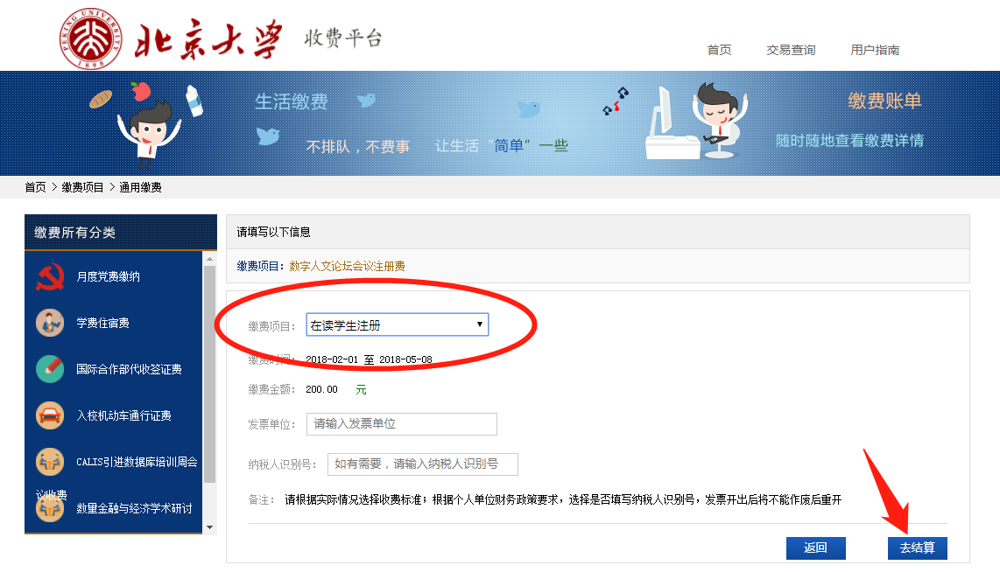 PEKING UNIVERSITY
1898
北京大学 收费平台
首页 交易查询 用户指南
生活缴费
不排队，不费事 让生活“简单”一些
缴费账单
随时随地查看缴费详情
首页 > 缴费项目 > 通用缴费
缴费所有分类
月度党费缴纳
学费住宿费
国际合作部代收签证费
入校机动车通行证费
CALIS引进数据库培训周会
议收费
数量金融与经济学术研讨
请填写以下信息
缴费项目：数字人文论坛会议注册费
缴费项目： 在读学生注册
缴费时间： 2018-02-01 至 2018-05-08
缴费金额： 200.00 元
发票单位： 请输入发票单位
纳税人识别号： 如有需要，请输入纳税人识别号
备注： 请根据实际情况选择收费标准；根据个人单位财务政策要求，选择是否填写纳税人识别号，发票开出后将不能作废后重开
返回 去结算